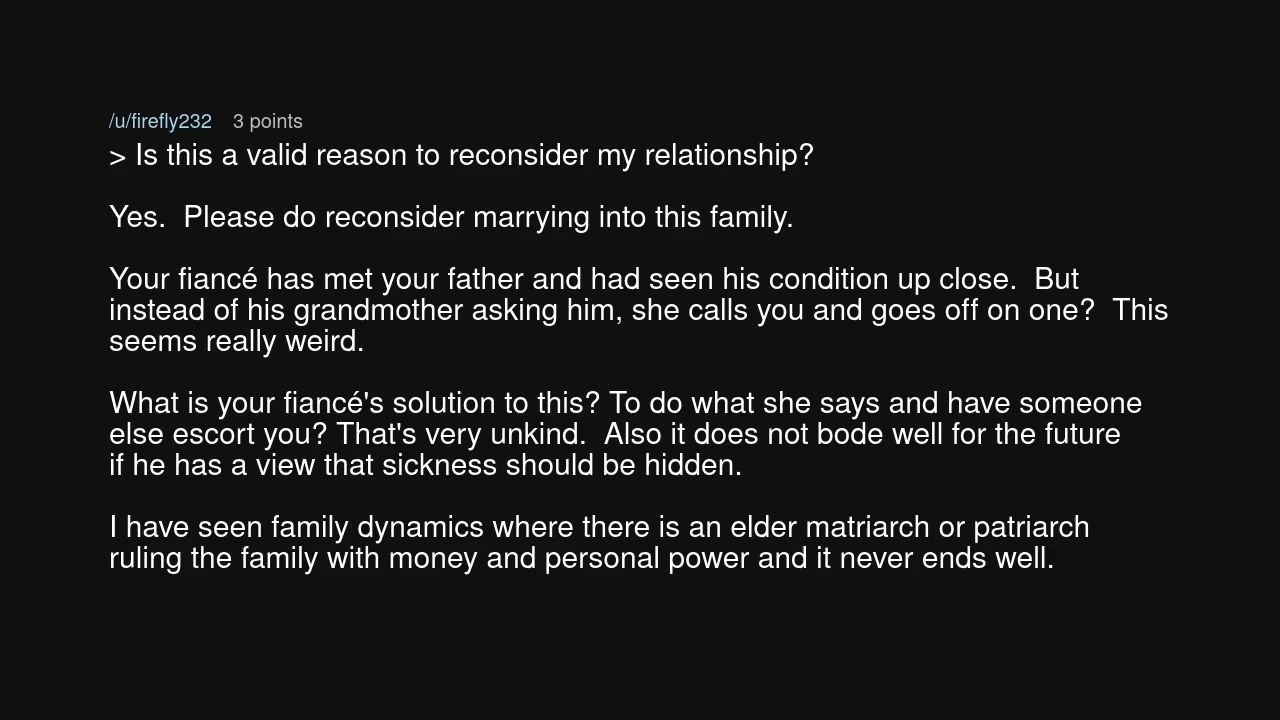 /u/firefly232 3 points
> Is this a valid reason to reconsider my relationship?
Yes.  Please do reconsider marrying into this family.
Your fiancé has met your father and had seen his condition up close.  But
instead of his grandmother asking him, she calls you and goes off on one?  This
seems really weird.
What is your fiancé's solution to this? To do what she says and have someone
else escort you? That's very unkind.  Also it does not bode well for the future
if he has a view that sickness should be hidden.
I have seen family dynamics where there is an elder matriarch or patriarch
ruling the family with money and personal power and it never ends well.